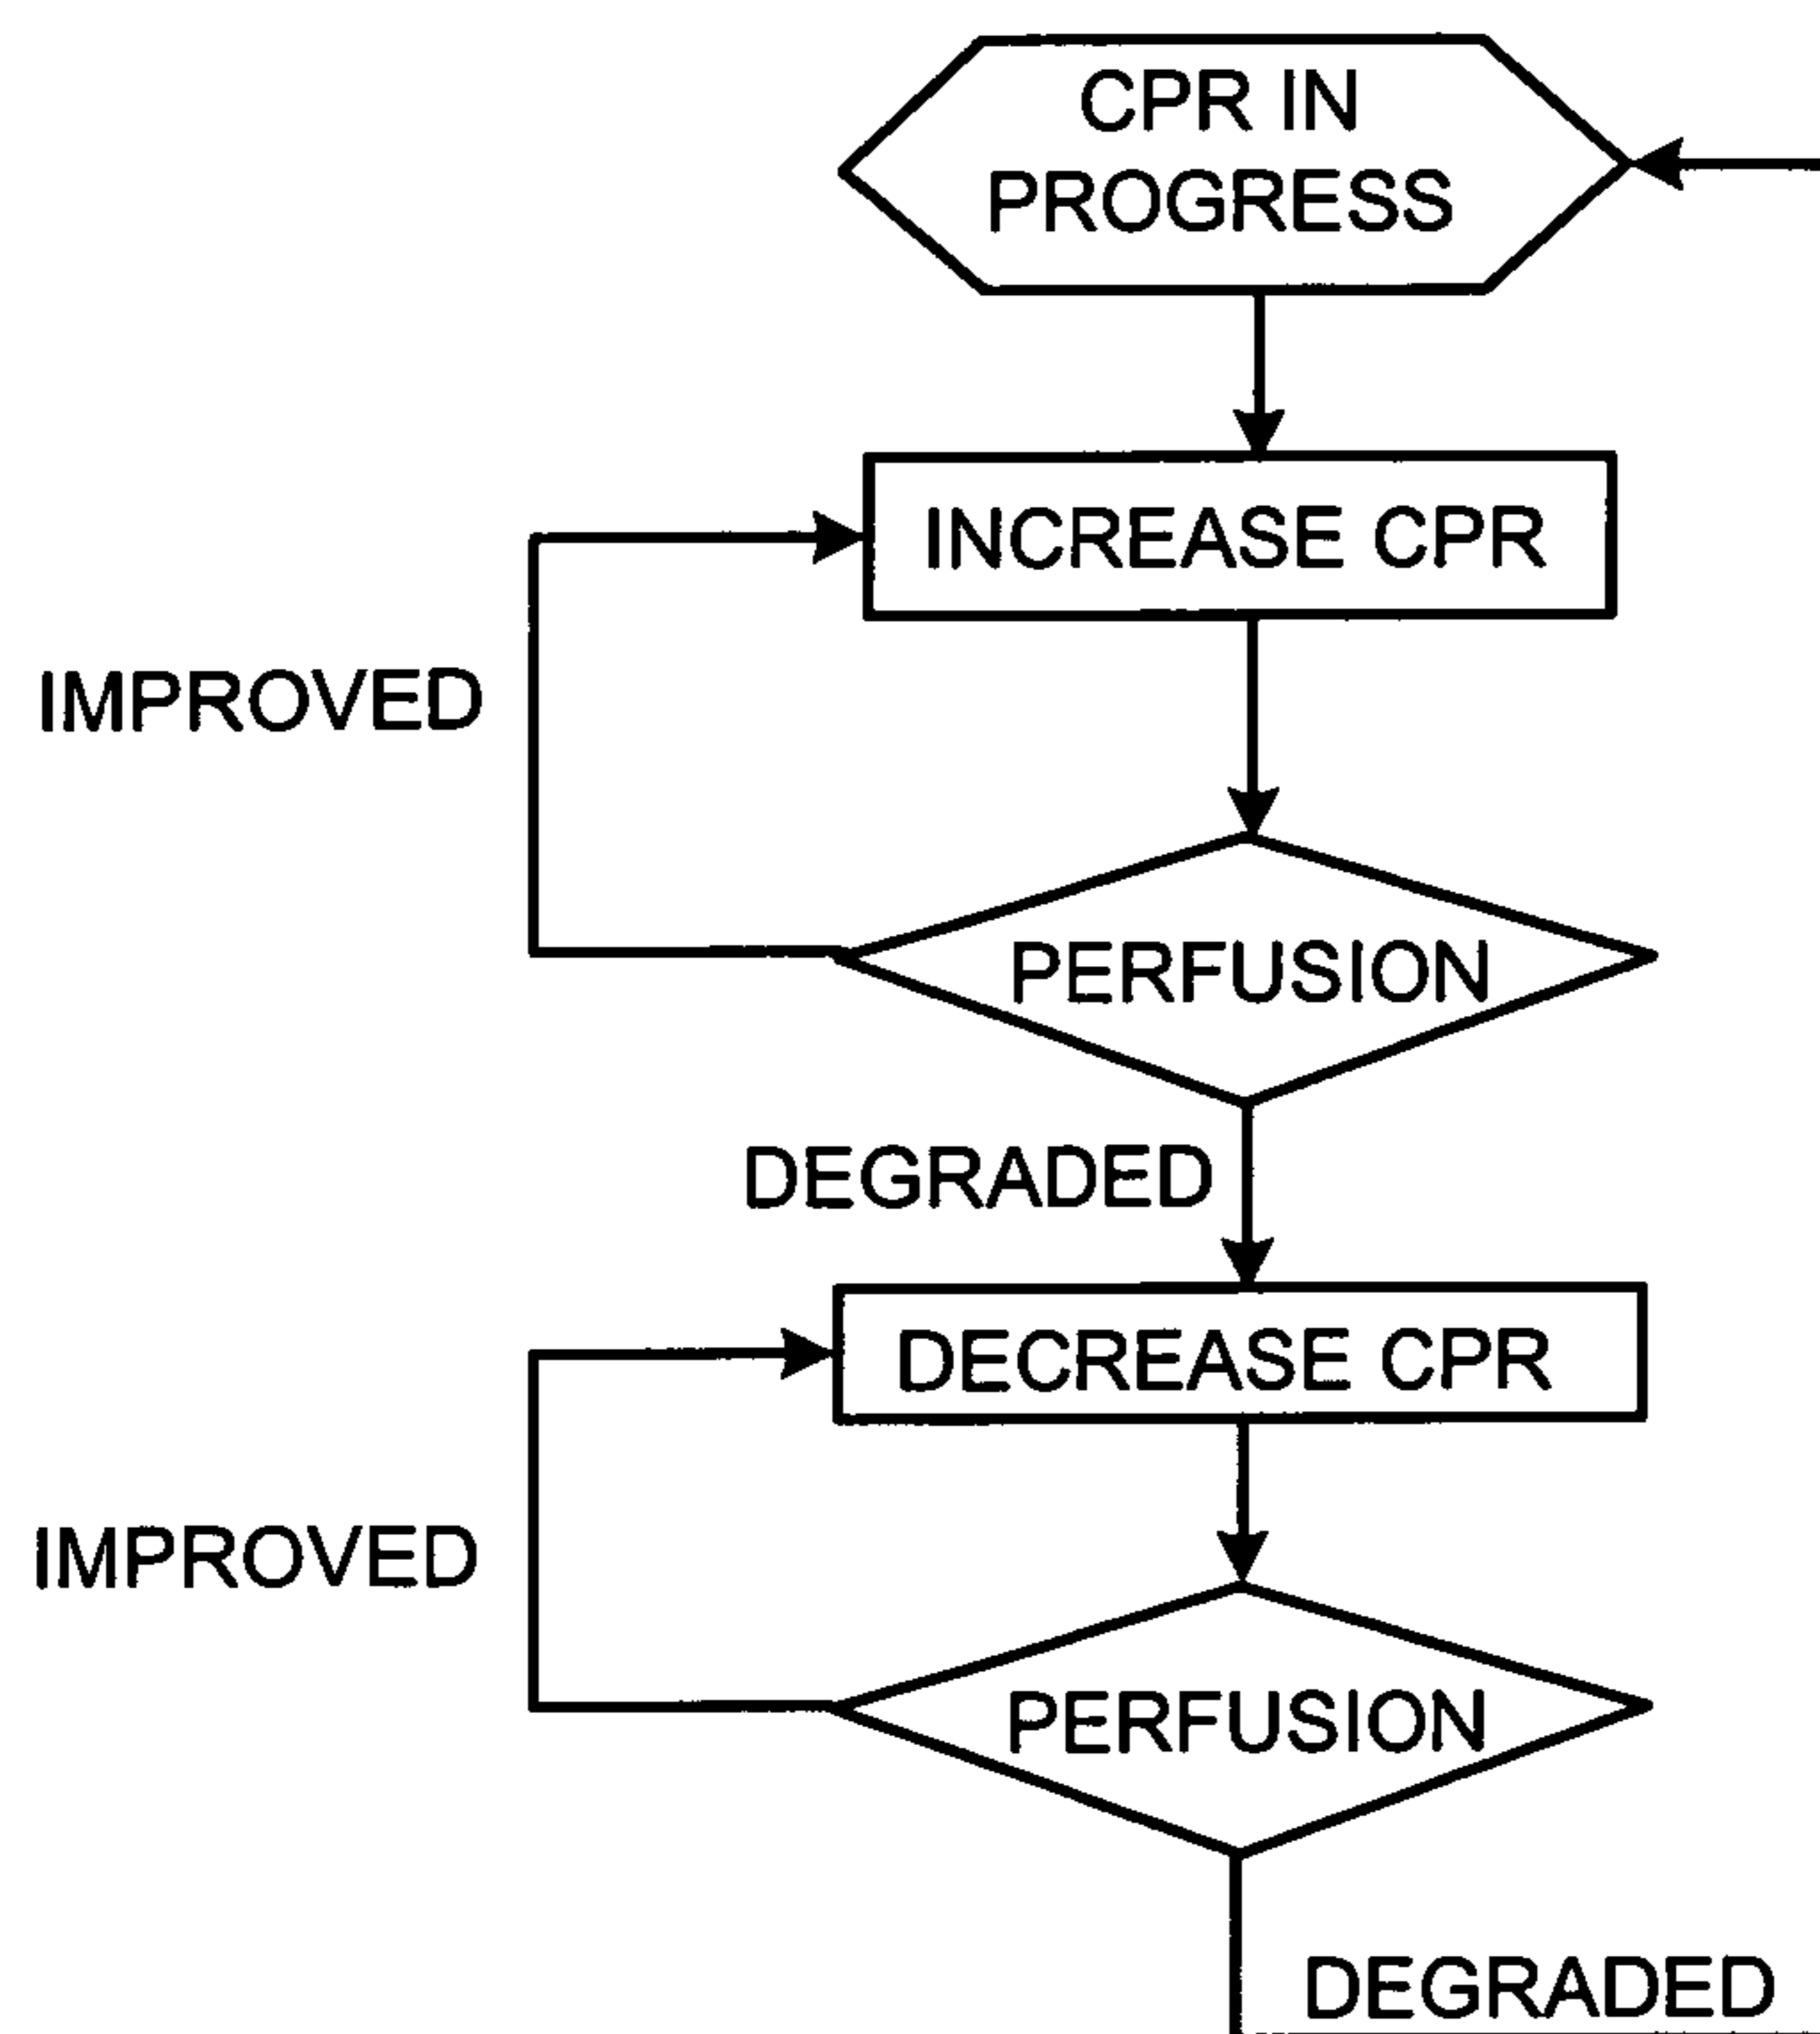 CPR IN
PROGRESS
INCREASE CPR
IMPROVED
PERFUSION
DEGRADED
DECREASE CPR
IMPROVED
PERFUSION
DEGRADED